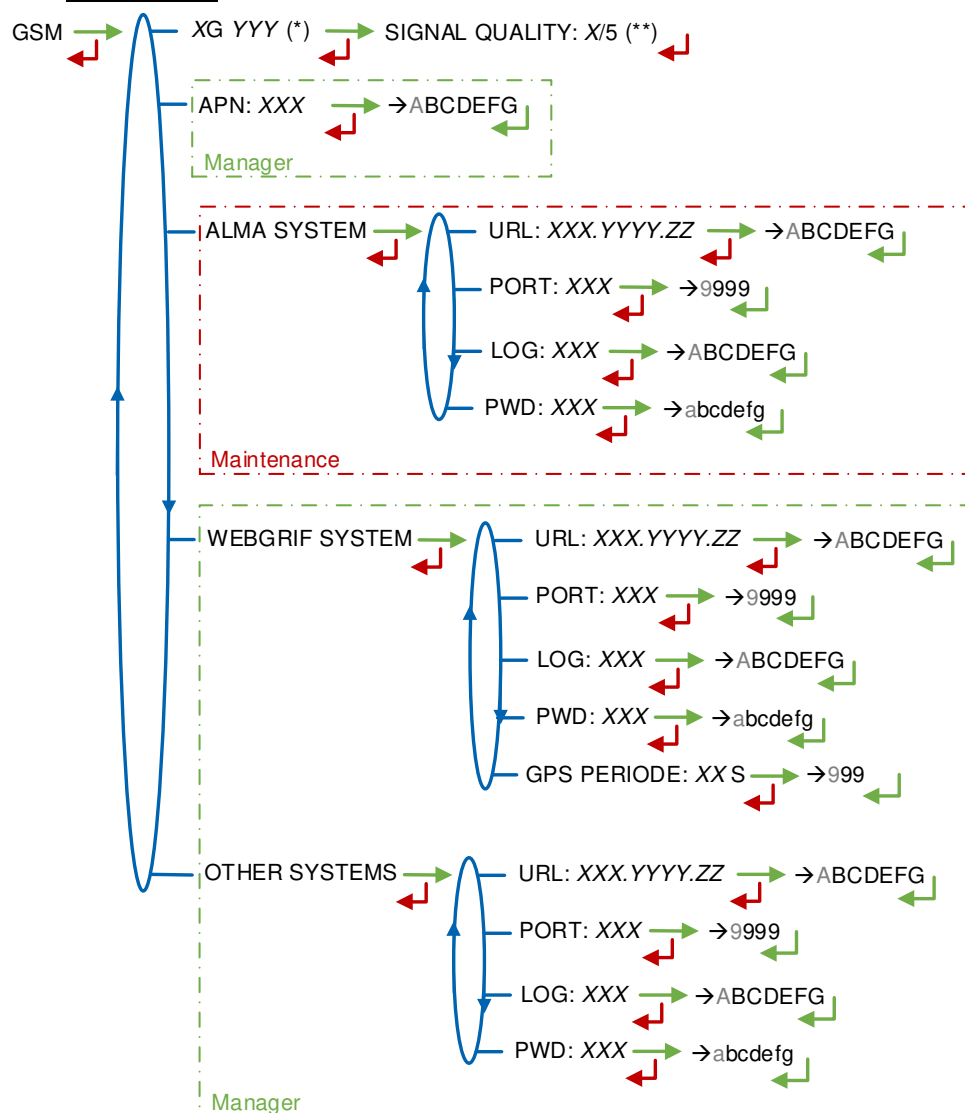 GSM XG YYY (*) SIGNAL QUALITY: X/5 (**)
APN: XXX →ABCDEFG
Manager
ALMA SYSTEM URL: XXX.YYYY.ZZ →ABCDEFG
PORT: XXX →9999
LOG: XXX →ABCDEFG
PWD: XXX →abcdefg
Maintenance
WEBGRIF SYSTEM URL: XXX.YYYY.ZZ →ABCDEFG
PORT: XXX →9999
LOG: XXX →ABCDEFG
PWD: XXX →abcdefg
GPS PERIODE: XX S →999
OTHER SYSTEMS URL: XXX.YYYY.ZZ →ABCDEFG
PORT: XXX →9999
LOG: XXX →ABCDEFG
PWD: XXX →abcdefg
Manager